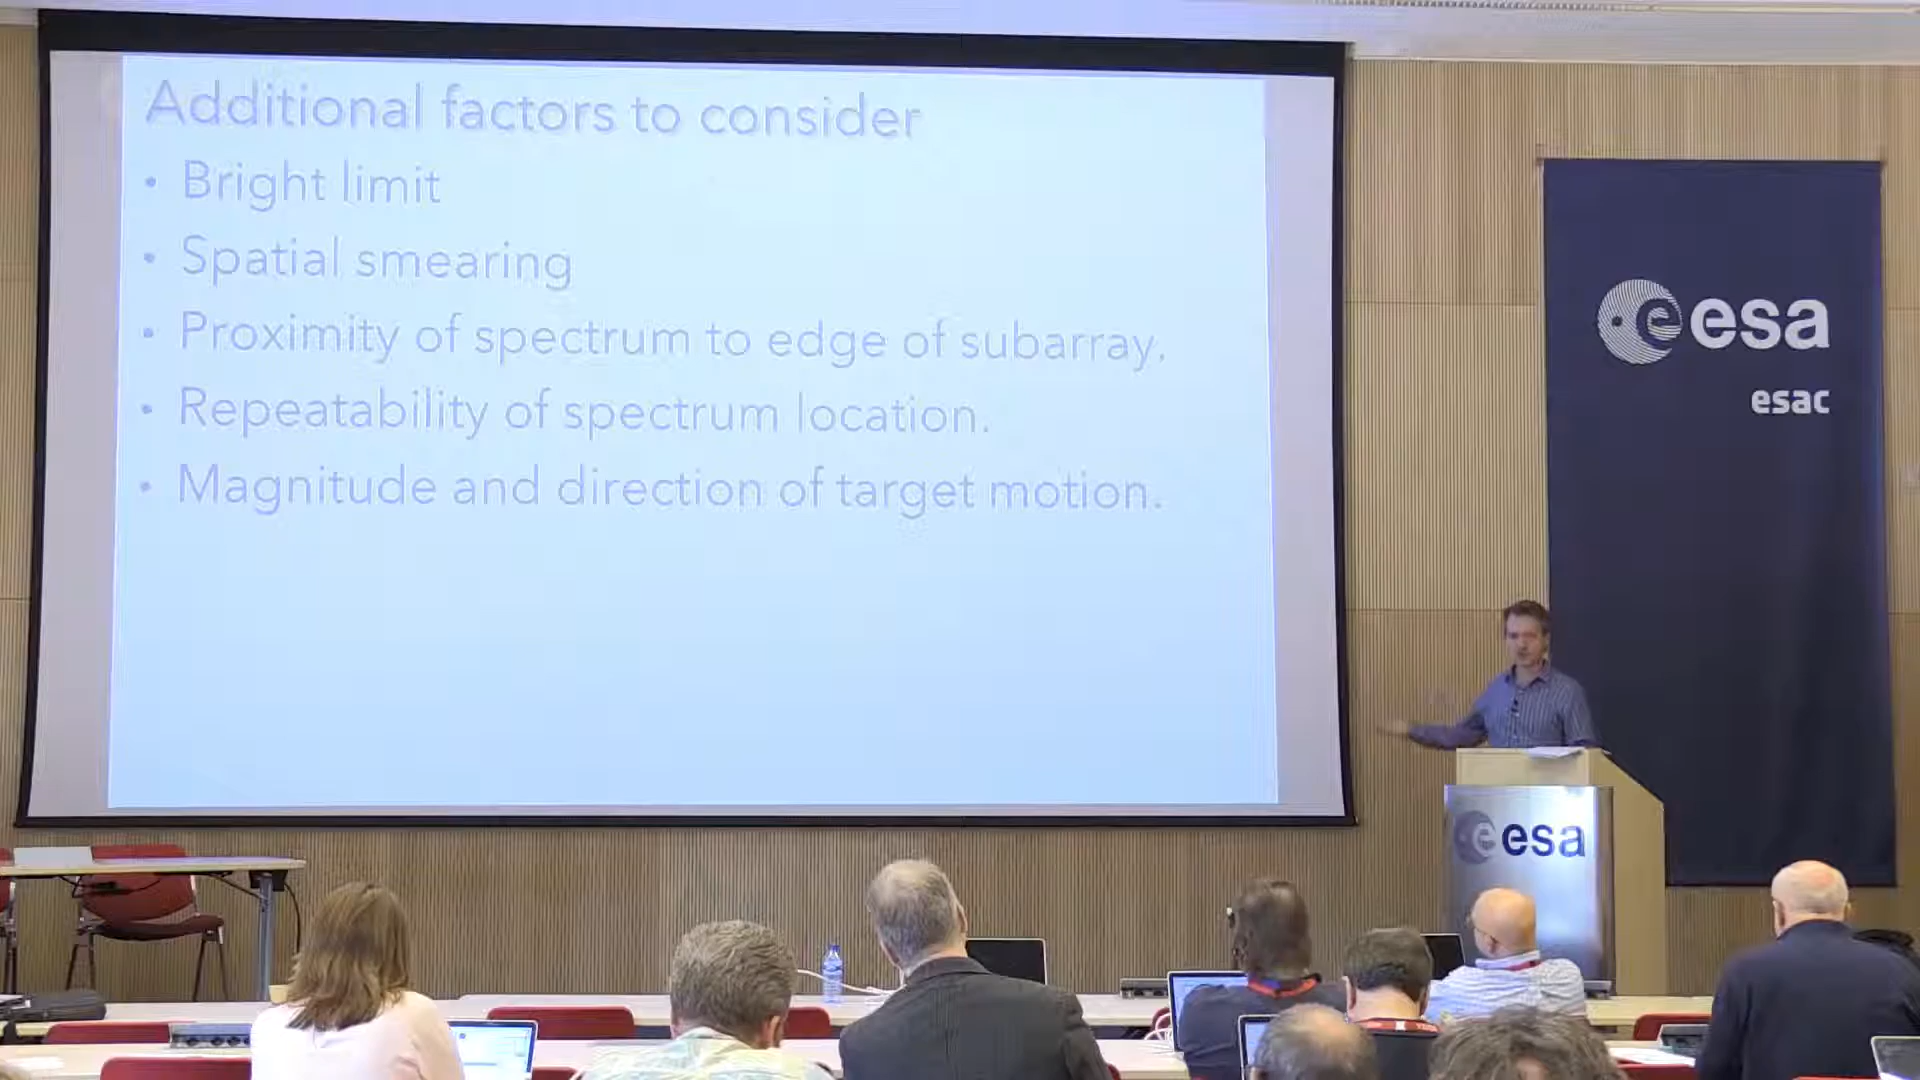 Additional factors to consider
• Bright limit
• Spatial smearing
• Proximity of spectrum to edge of subarray.
• Repeatability of spectrum location.
• Magnitude and direction of target motion.
esa
esac
esa